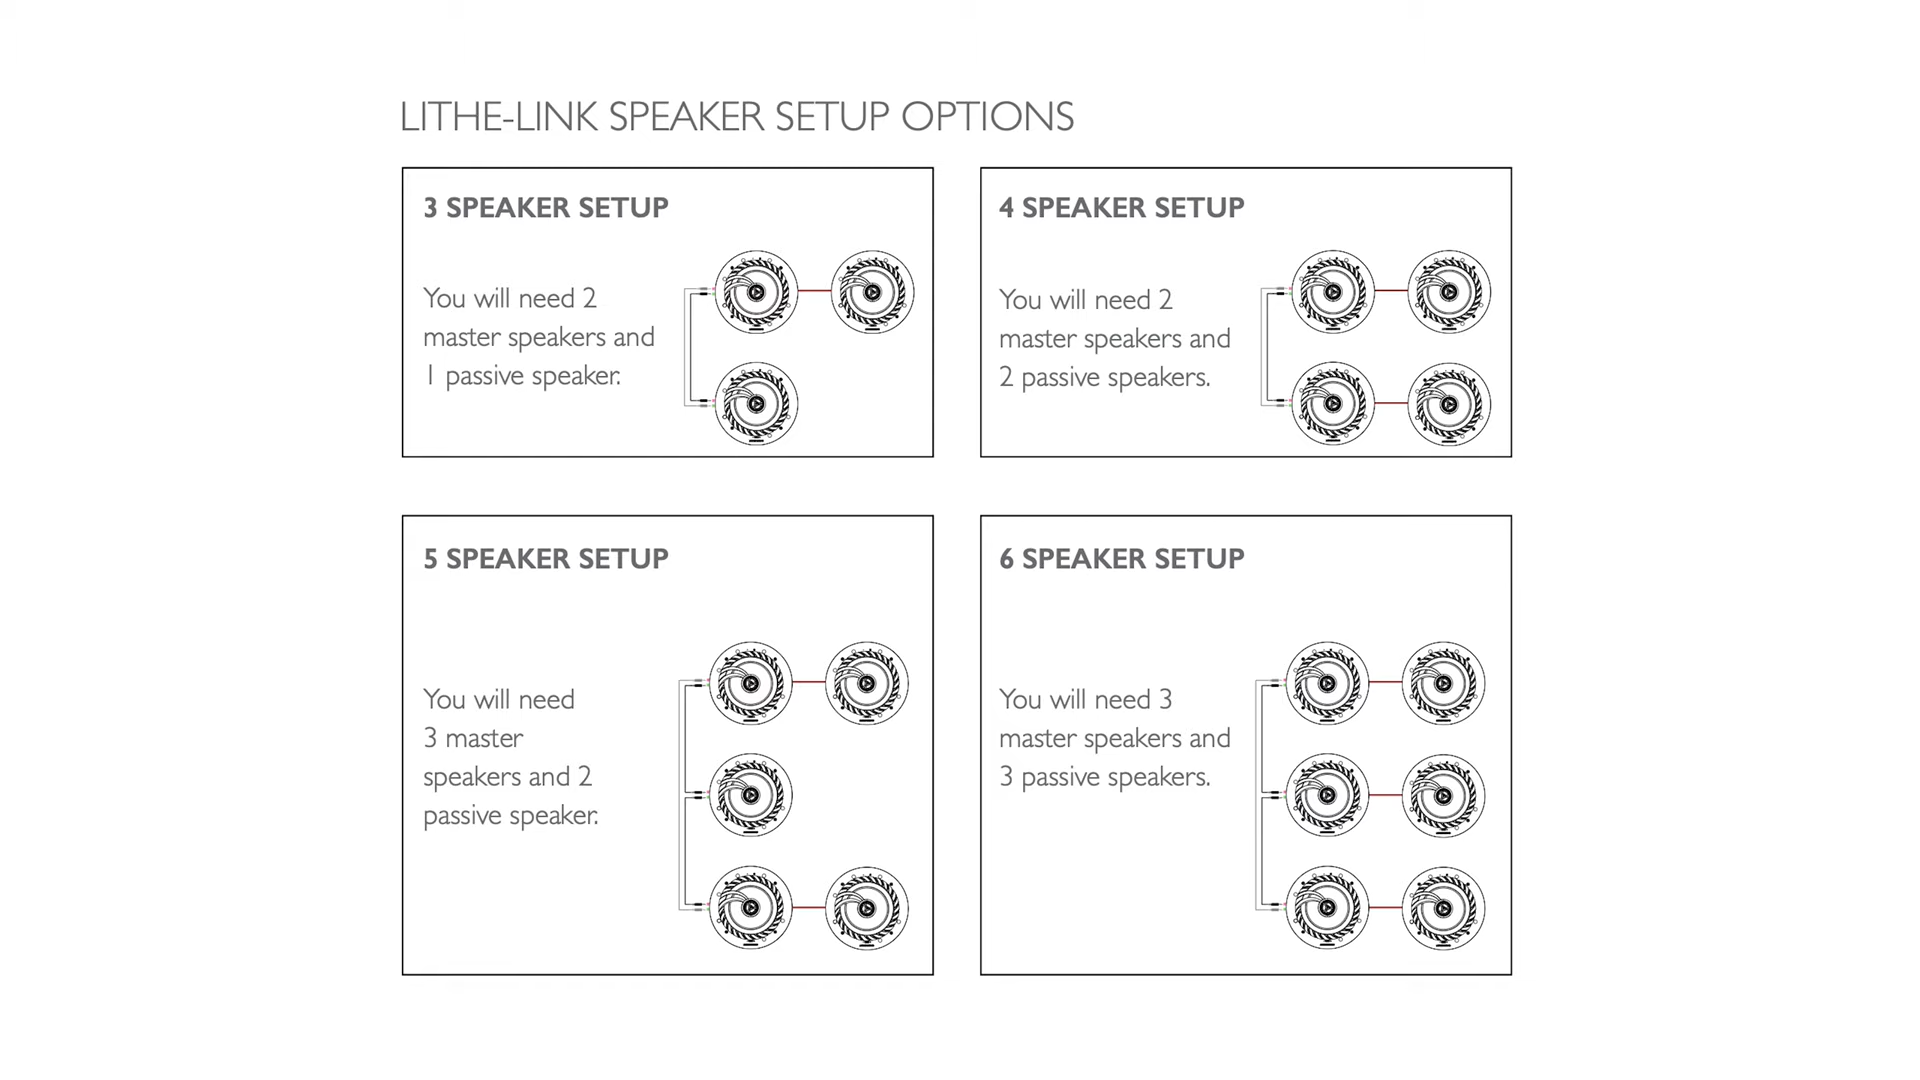 LITHE-LINK SPEAKER SETUP OPTIONS
3 SPEAKER SETUP
You will need 2
master speakers and
1 passive speaker.
4 SPEAKER SETUP
You will need 2
master speakers and
2 passive speakers.
5 SPEAKER SETUP
You will need
3 master
speakers and 2
passive speaker.
6 SPEAKER SETUP
You will need 3
master speakers and
3 passive speakers.